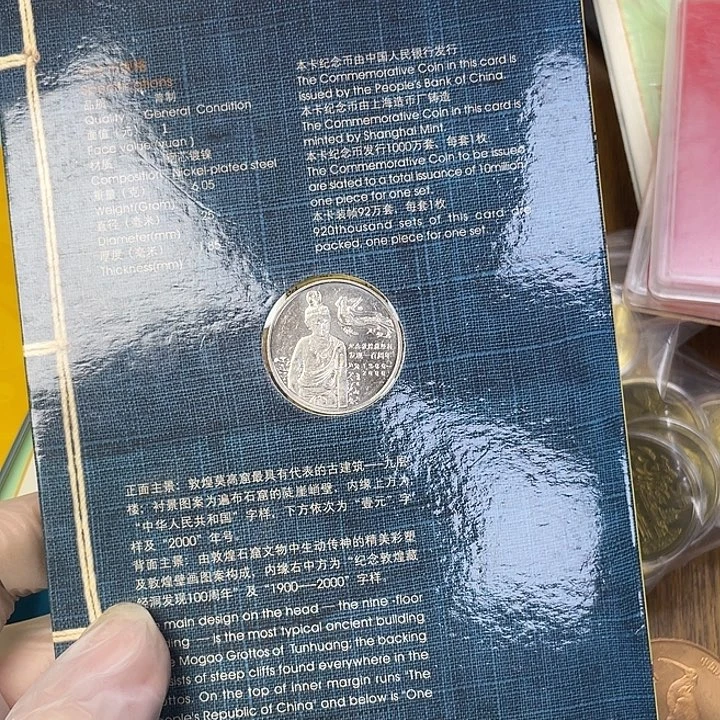 Quality General Condition
量值（元） 1
Face value(yuan)
Composition Nickel-plated steel
6.05
Weight(Gram)
直径（毫米）
Diameter(mm)
厚度（毫米）
Thickness(mm)
本卡纪念币由中国人民银行发行
The Commemorative Coin in this card is
issued by the People's Bank of China.
本卡纪念币由上海造币厂铸造
The Commemorative Coin in this card is
minted by Shanghai Mint.
本卡纪念币发行1000万套，每套1枚
The Commemorative Coin to be issued
are slated to a total issuance of 10million
one piece for one set.
本卡装帧92万套，每套1枚
920thousand sets of this card are
packed, one piece for one set.
正面主景：敦煌莫高窟最具有代表的古建筑——九层
楼；衬景图案为遍布石窟的陡崖峭壁，内缘上方为
“中华人民共和国”字样，下方依次为“壹元”字
样及“2000”年号。
背面主景：由敦煌石窟文物中生动传神的精美彩塑
及敦煌壁画图案构成，内缘右中方为“纪念敦煌藏
经洞发现100周年”及“1900—2000”字样。
main design on the head — the nine -floor
— is the most typical ancient building
Mogao Grottos of Tunhuang; the backing
of steep cliffs found everywhere in the
On the top of inner margin runs "The
Republic of China" and below is "One